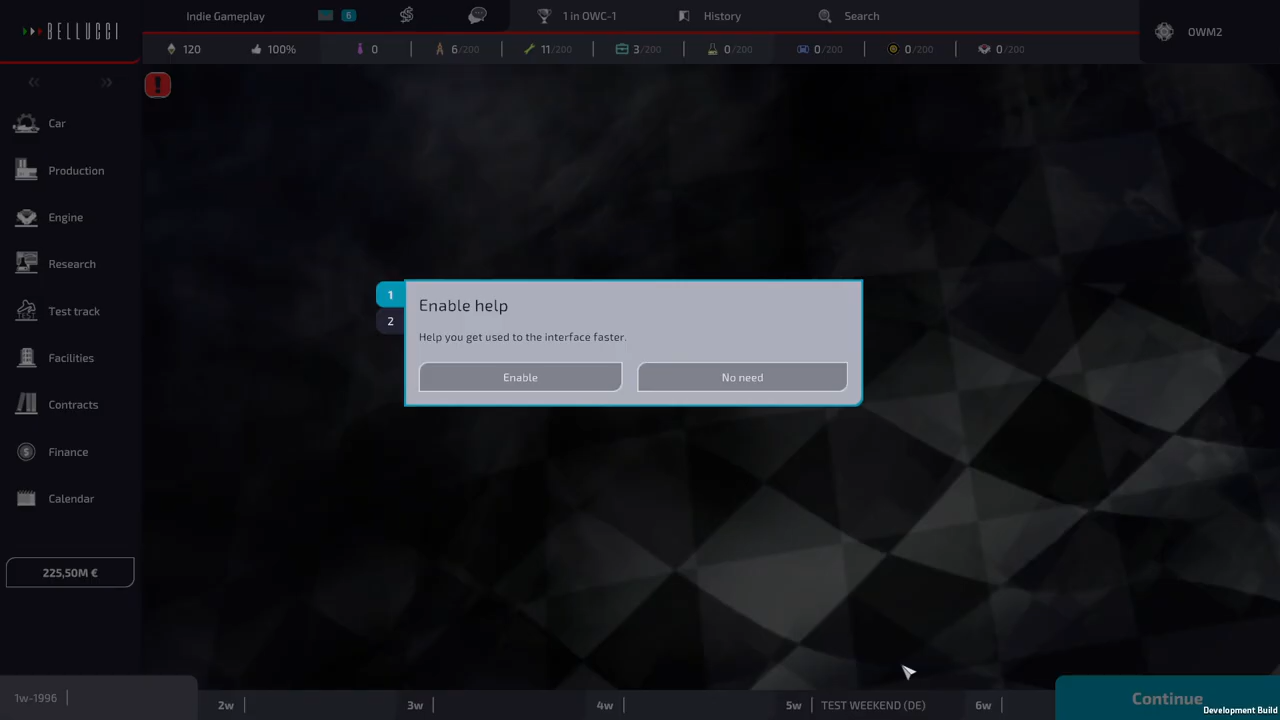 BELLUCCI
Indie Gameplay
6
1 in OWC-1
History
Search
OWM2
120
100%
0
6/200
11/200
3/200
0/200
0/200
0/200
0/200
Car
Production
Engine
Research
Test track
Facilities
Contracts
Finance
Calendar
225,50M €
1
2
Enable help
Help you get used to the interface faster.
Enable
No need
1w-1996
2w
3w
4w
5w
TEST WEEKEND (DE)
6w
Continue
Development Build